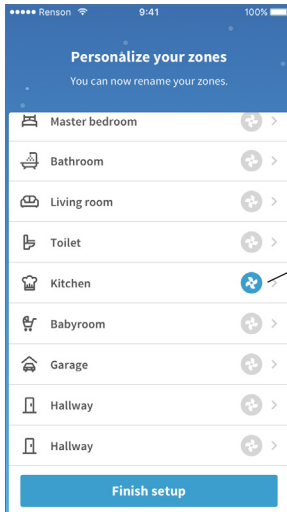 Renson 9:41 100%
Personalize your zones
You can now rename your zones.
Master bedroom
Bathroom
Living room
Toilet
Kitchen
Babyroom
Garage
Hallway
Hallway
Finish setup